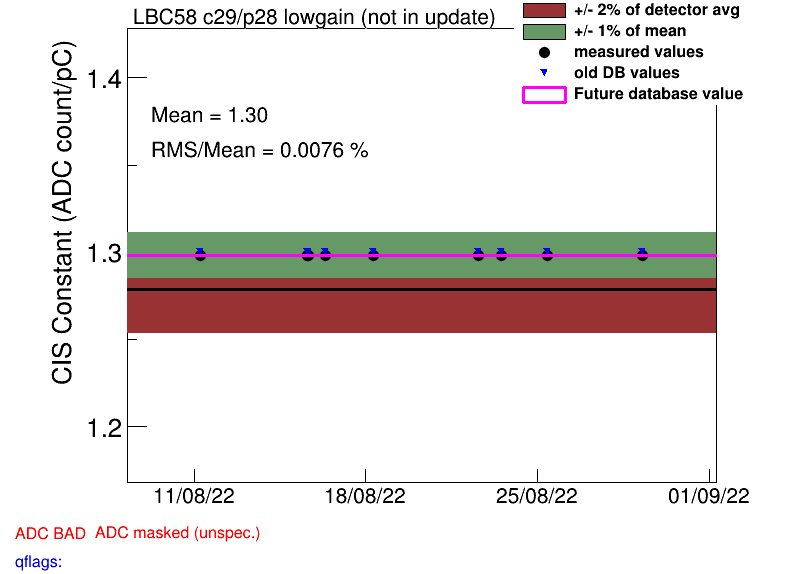 LBC58 c29/p28 lowgain (not in update)
+/- 2% of detector avg
+/- 1% of mean
measured values
old DB values
Future database value
CIS Constant (ADC count/pC)
1.4
Mean = 1.30
RMS/Mean = 0.0076 %
1.3
1.2
11/08/22 18/08/22 25/08/22 01/09/22
ADC BAD ADC masked (unspec.)
qflags: